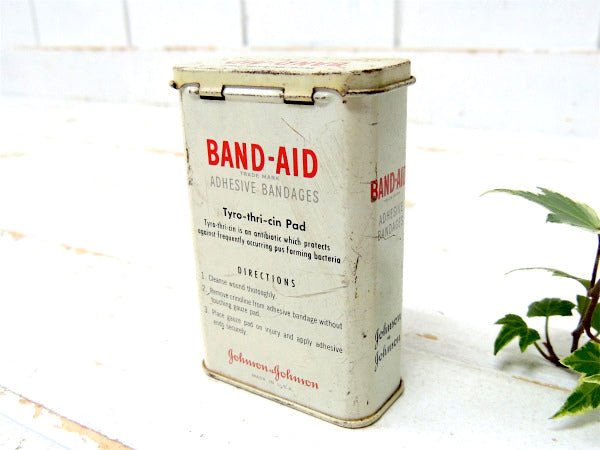 BAND-AID
BAND-AID
TRADE MARK
ADHESIVE BANDAGES
Tyro-thri-cin Pad
Tyro-thri-cin is an antibiotic which protects
against frequently occurring pus forming bacteria
DIRECTIONS
1. Cleanse wound thoroughly.
2. Remove crinoline from adhesive bandage without
touching gauze pad.
3. Place gauze pad on injury and apply adhesive
ends securely.
Johnson & Johnson
MADE IN U.S.A.
BAND-AID
ADHESIVE
BANDAGES
Johnson
&
Johnson